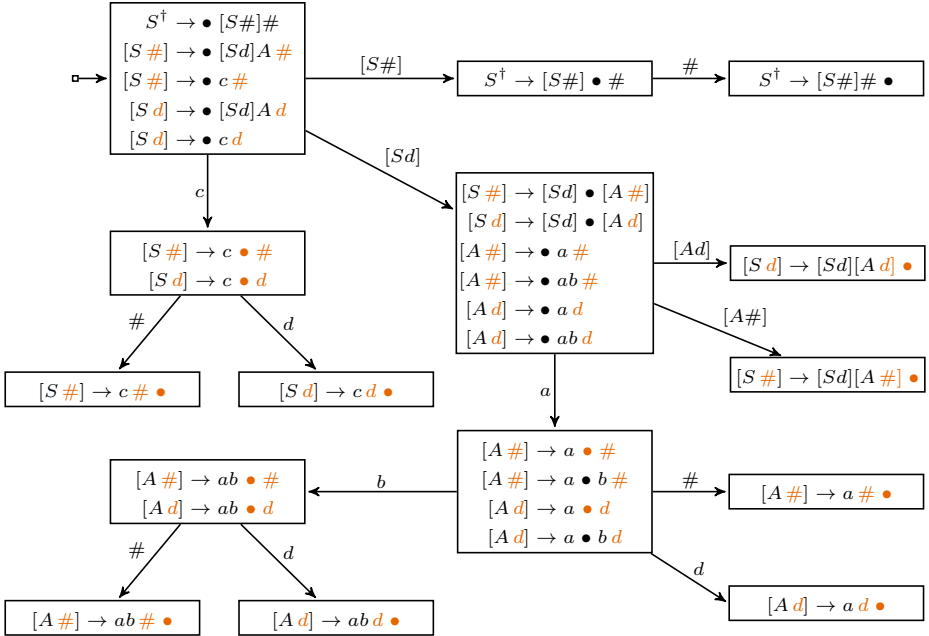 S† → • [S#]#
[S #] → • [Sd]A #
[S #] → • c #
[S d] → • [Sd]A d
[S d] → • c d
[S#]
S† → [S#] • #
#
S† → [S#]# •
[Sd]
c
[S #] → [Sd] • [A #]
[S d] → [Sd] • [A d]
[A #] → • a #
[A #] → • ab #
[A d] → • a d
[A d] → • ab d
[S #] → c • #
[S d] → c • d
[Ad]
[S d] → [Sd][A d] •
[A#]
[S #] → [Sd][A #] •
#
d
[S #] → c # •
[S d] → c d •
a
[A #] → a • #
[A #] → a • b #
[A d] → a • d
[A d] → a • b d
b
[A #] → ab • #
[A d] → ab • d
#
[A #] → a # •
#
d
d
[A #] → ab # •
[A d] → ab d •
[A d] → a d •